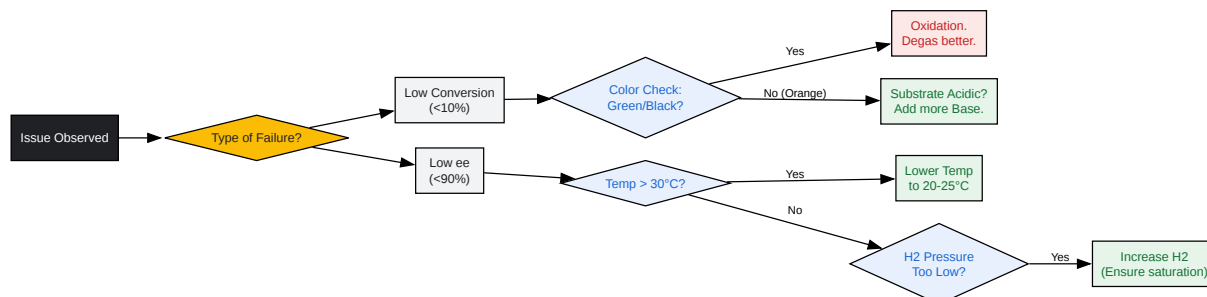 Issue Observed
Type of Failure?
Low Conversion
(<10%)
Color Check:
Green/Black?
Yes
Oxidation.
Degas better.
No (Orange)
Substrate Acidic?
Add more Base.
Low ee
(<90%)
Temp > 30°C?
Yes
Lower Temp
to 20-25°C
No
H2 Pressure
Too Low?
Yes
Increase H2
(Ensure saturation)